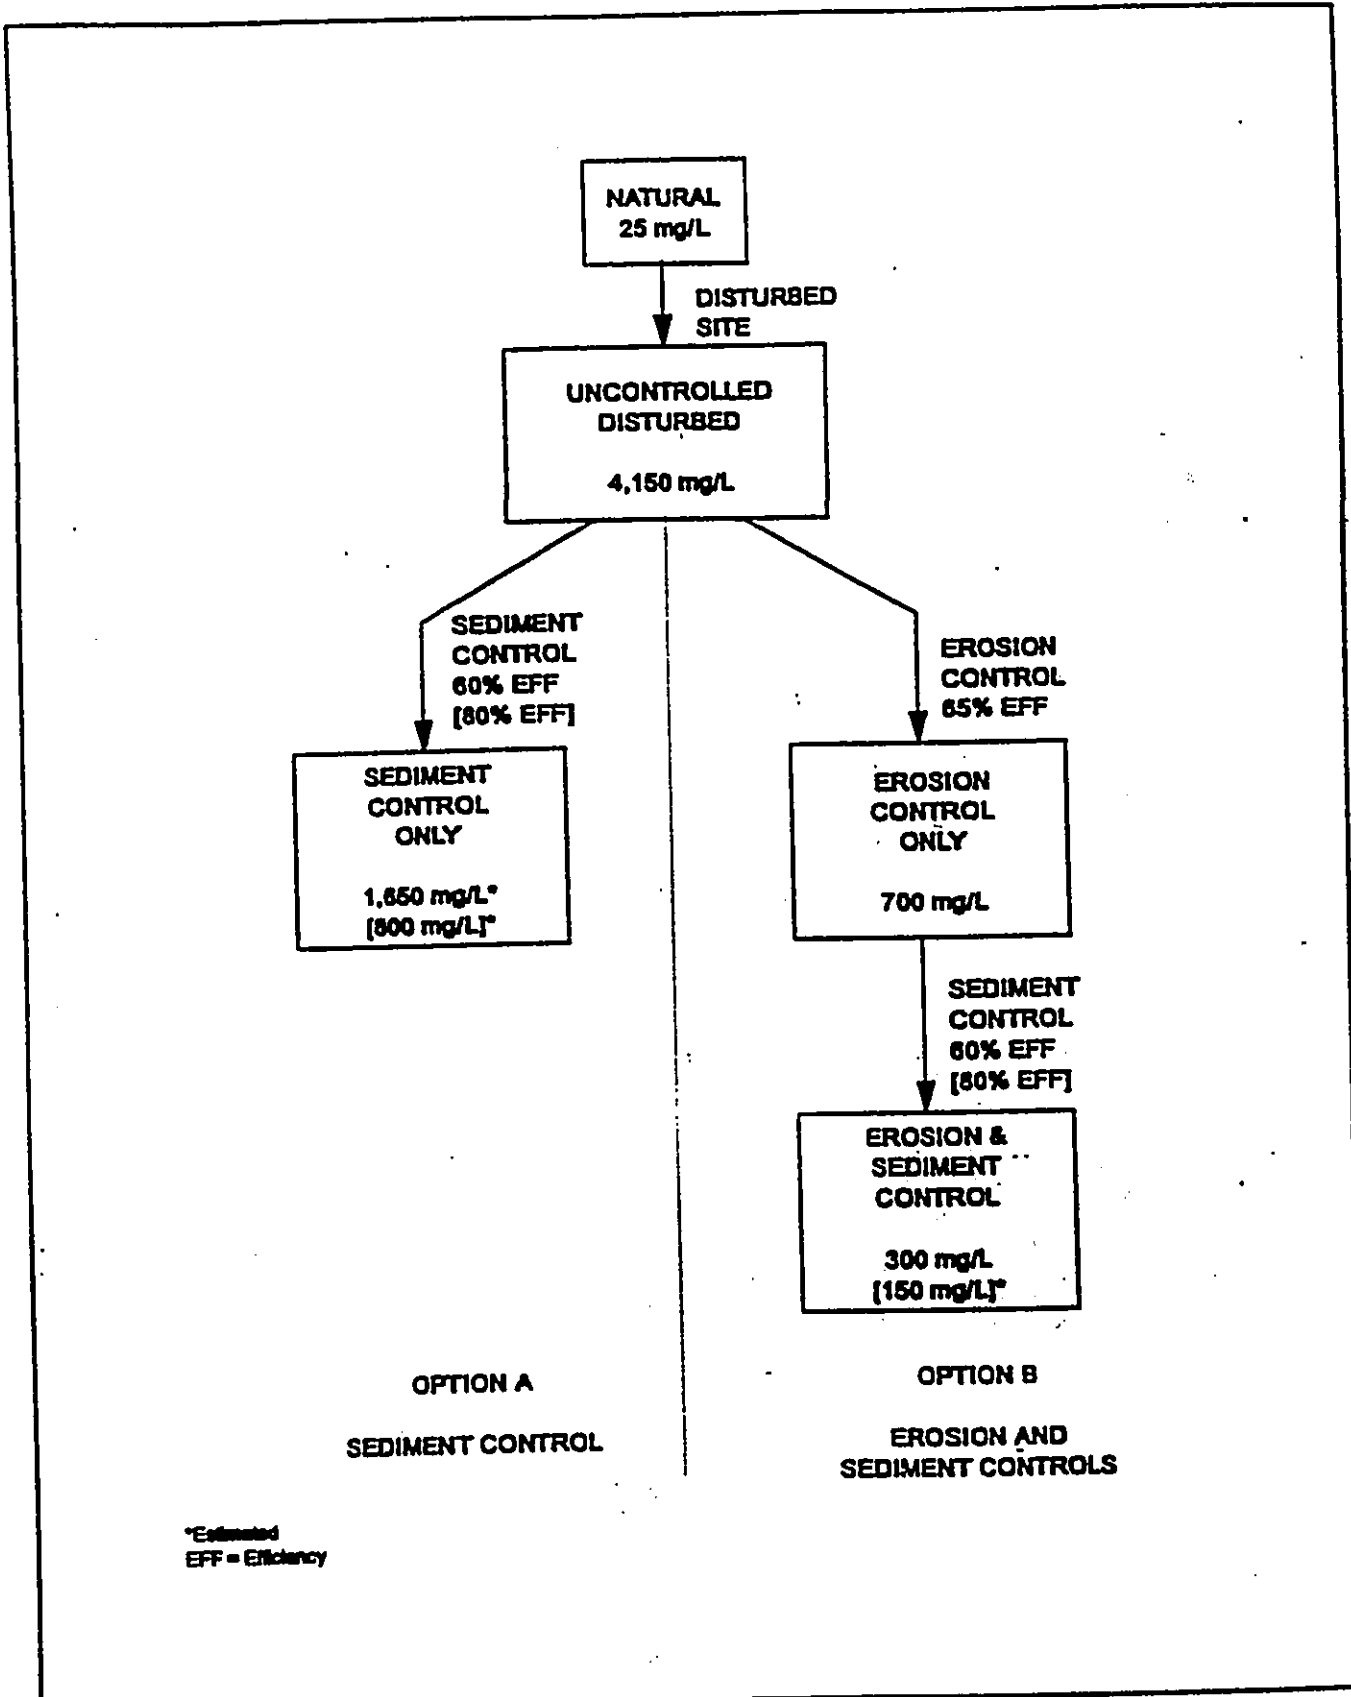 NATURAL
25 mg/L
DISTURBED
SITE
UNCONTROLLED
DISTURBED
4,150 mg/L
SEDIMENT
CONTROL
60% EFF
[80% EFF]
SEDIMENT
CONTROL
ONLY
1,650 mg/L*
[800 mg/L]*
EROSION
CONTROL
85% EFF
EROSION
CONTROL
ONLY
700 mg/L
SEDIMENT
CONTROL
60% EFF
[80% EFF]
EROSION &
SEDIMENT
CONTROL
300 mg/L
[150 mg/L]*
OPTION A
SEDIMENT CONTROL
OPTION B
EROSION AND
SEDIMENT CONTROLS
*Estimated
EFF = Efficiency